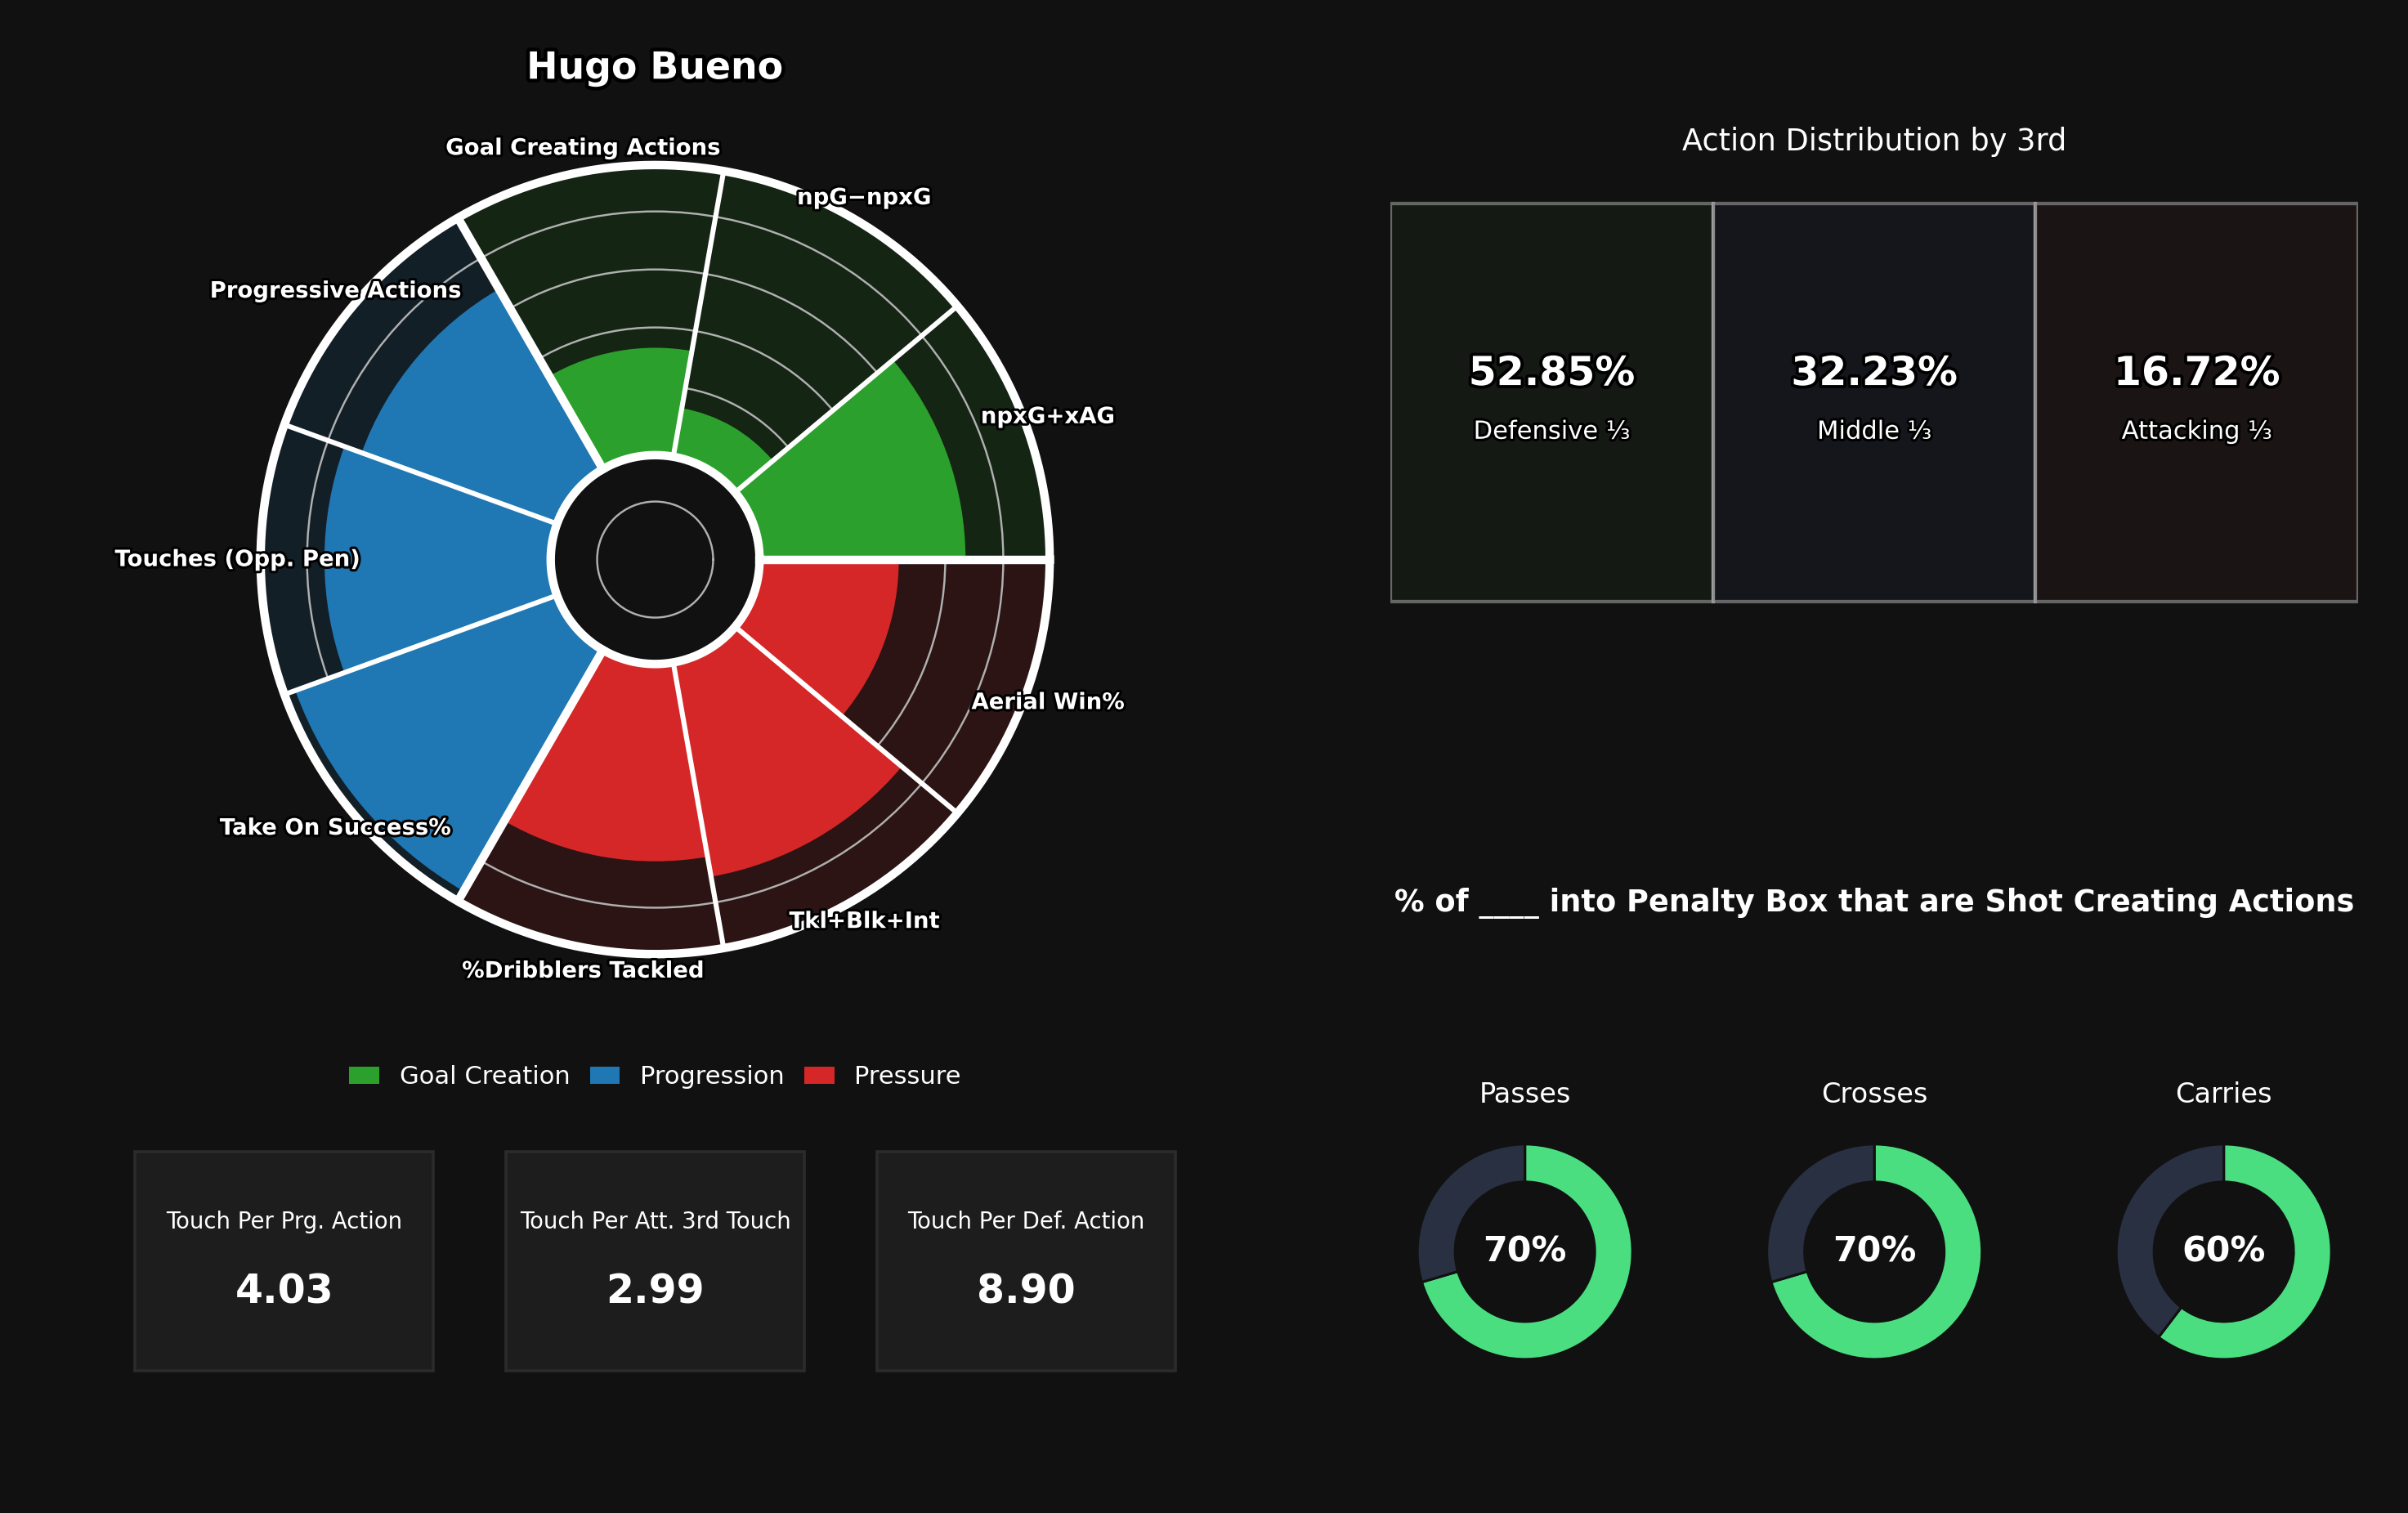 Hugo Bueno
Goal Creating Actions
npG−npxG
Progressive Actions
npxG+xAG
Touches (Opp. Pen)
Aerial Win%
Take On Success%
Tkl+Blk+Int
%Dribblers Tackled
Goal Creation
Progression
Pressure
Touch Per Prg. Action
4.03
Touch Per Att. 3rd Touch
2.99
Touch Per Def. Action
8.90
Action Distribution by 3rd
52.85%
Defensive ⅓
32.23%
Middle ⅓
16.72%
Attacking ⅓
% of ____ into Penalty Box that are Shot Creating Actions
Passes
70%
Crosses
70%
Carries
60%